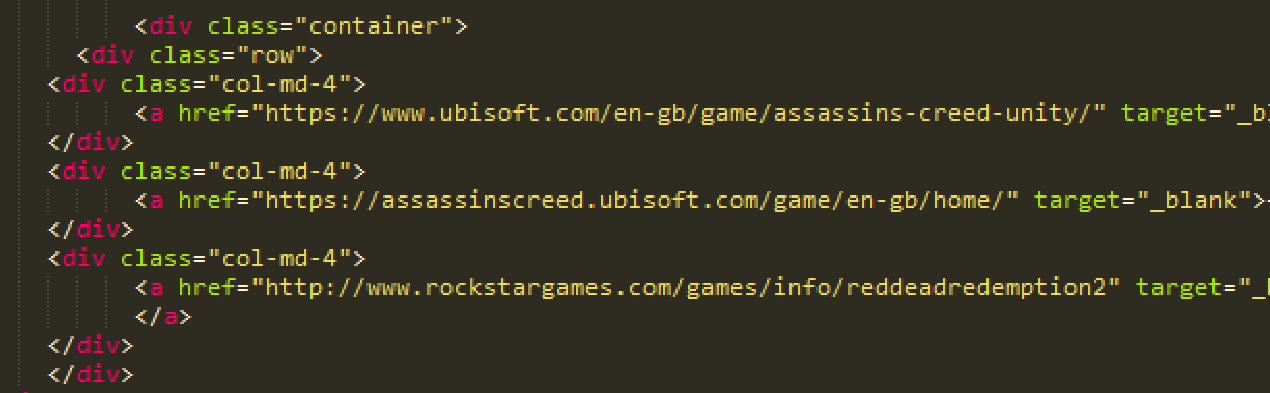 <div class="container">
<div class="row">
<div class="col-md-4">
<a href="https://www.ubisoft.com/en-gb/game/assassins-creed-unity/" target="_bl
</div>
<div class="col-md-4">
<a href="https://assassinscreed.ubisoft.com/game/en-gb/home/" target="_blank">
</div>
<div class="col-md-4">
<a href="http://www.rockstargames.com/games/info/reddeadredemption2" target="_
</a>
</div>
</div>